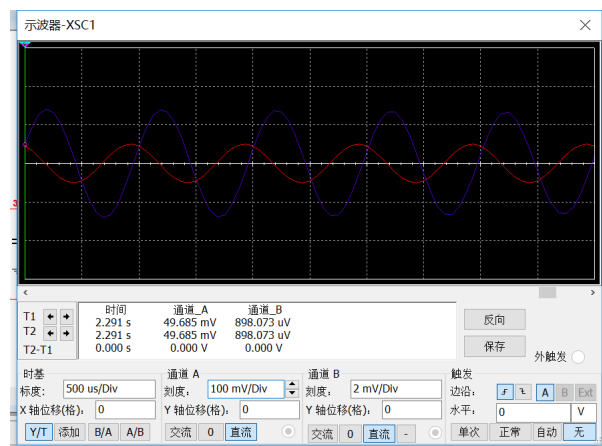 示波器-XSC1
3
时间 通道_A 通道_B
T1 2.291 s 49.685 mV 898.073 uV
T2 2.291 s 49.685 mV 898.073 uV
T2-T1 0.000 s 0.000 V 0.000 V
反向
保存
外触发
时基 通道 A 通道 B 触发
标度: 500 us/Div 刻度: 100 mV/Div 刻度: 2 mV/Div 边沿: A B Ext
X 轴位移(格): 0 Y 轴位移(格): 0 Y 轴位移(格): 0 水平: 0 V
Y/T 添加 B/A A/B 交流 0 直流 交流 0 直流 - 单次 正常 自动 无